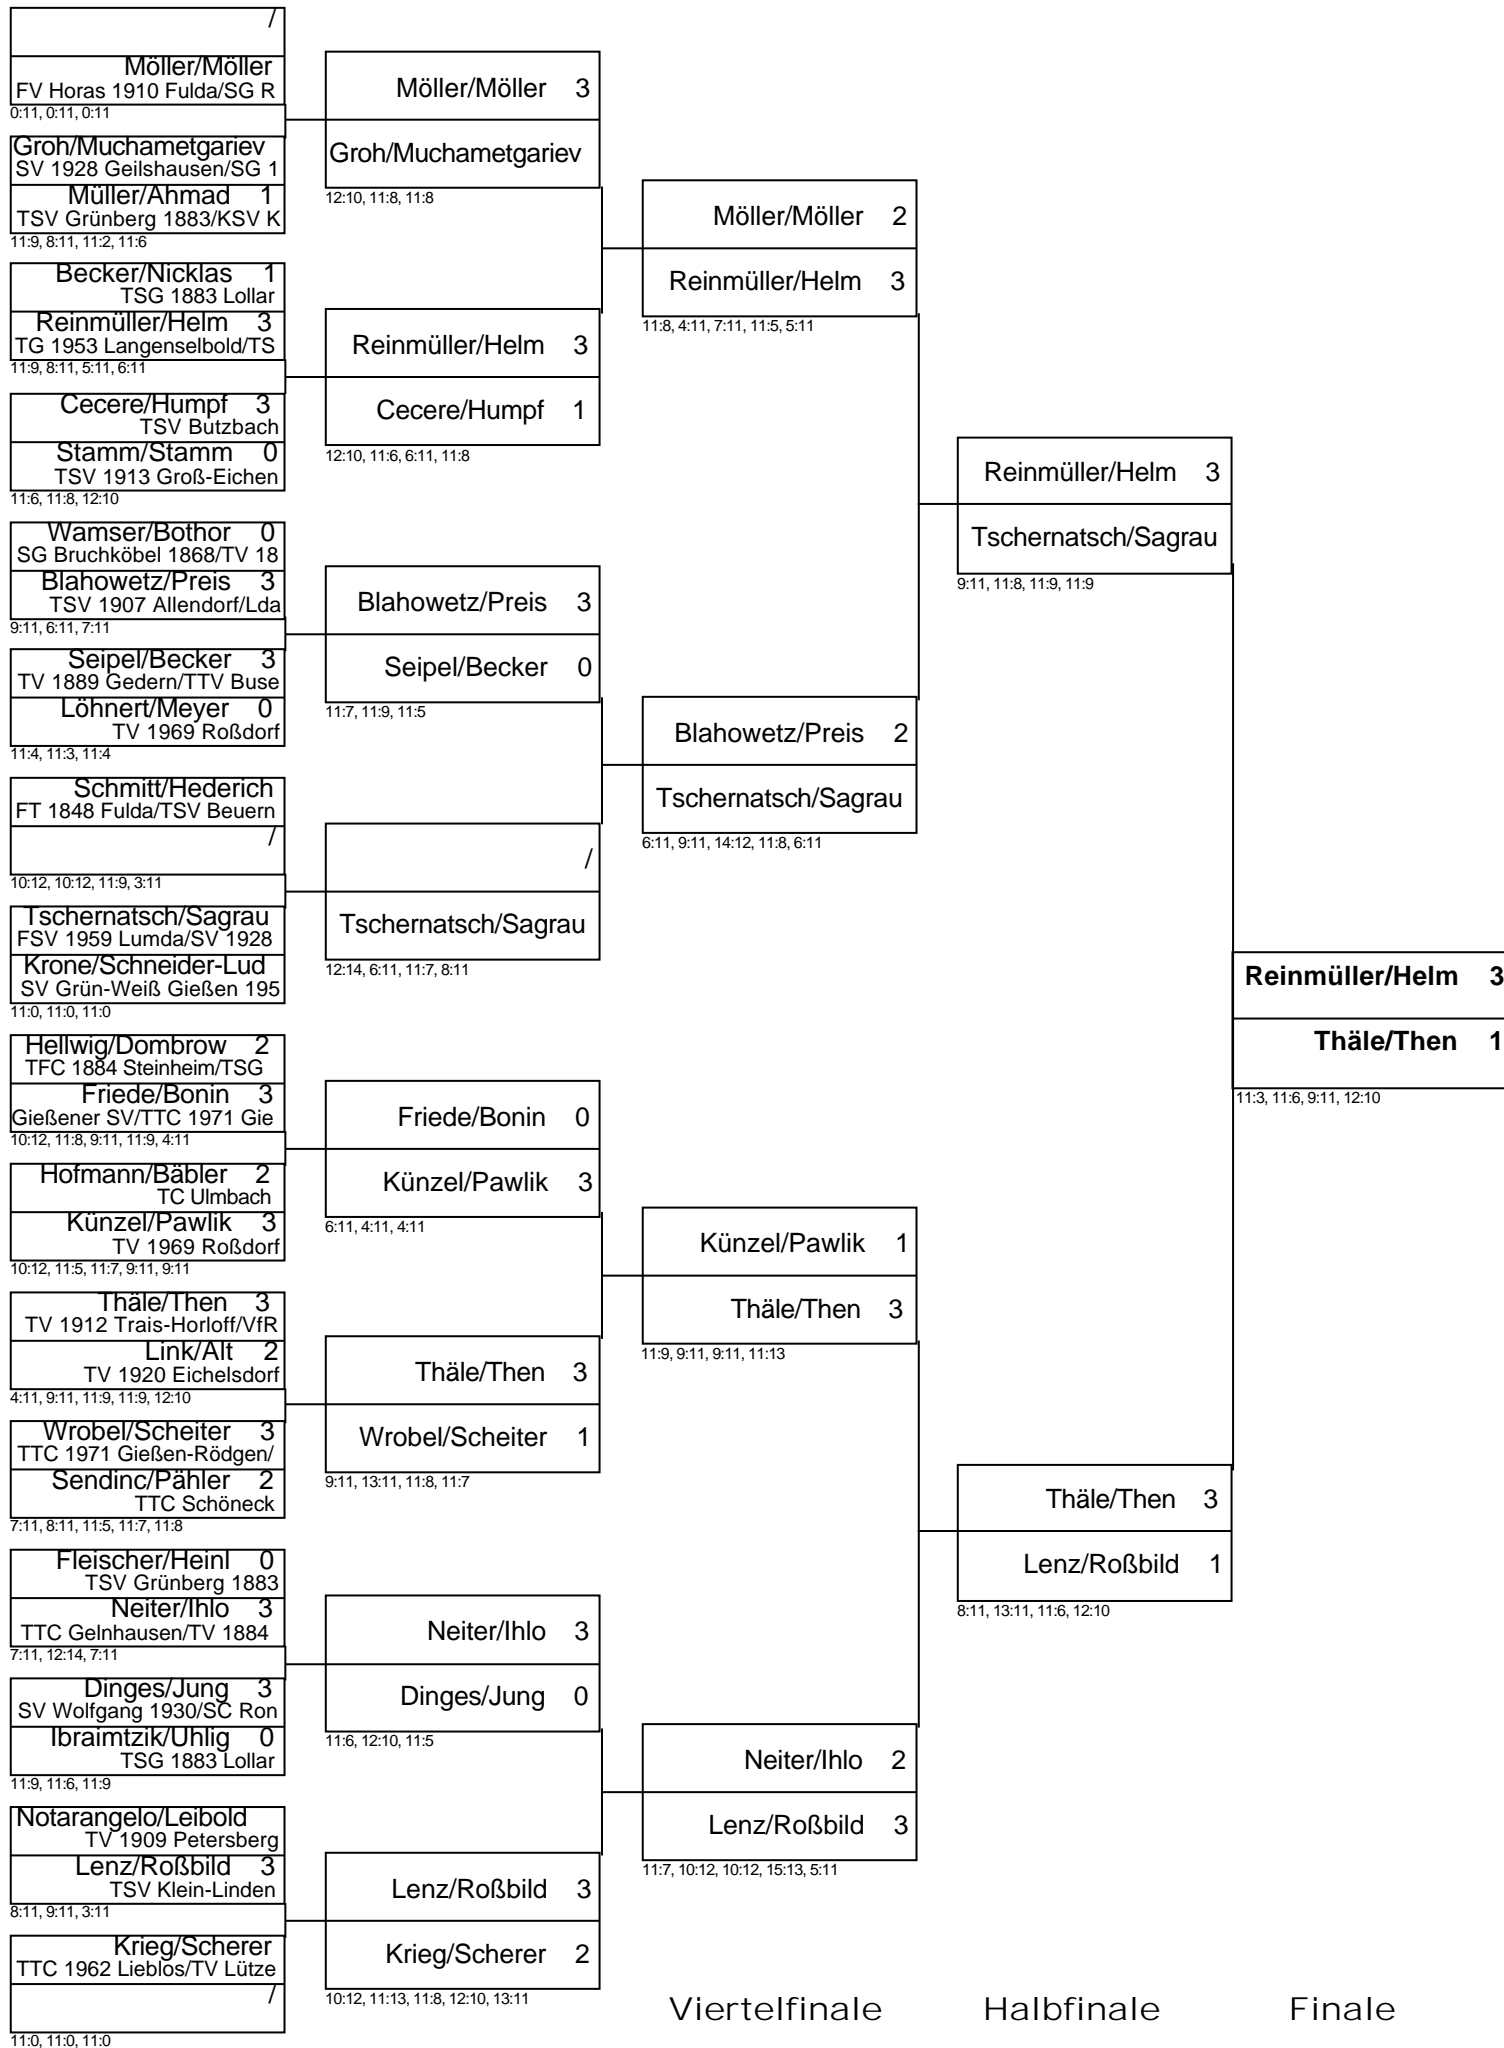 /
Möller/Möller
FV Horas 1910 Fulda/SG R
0:11, 0:11, 0:11
Groh/Muchametgariev
SV 1928 Geilshausen/SG 1
Müller/Ahmad 1
TSV Grünberg 1883/KSV K
11:9, 8:11, 11:2, 11:6
Becker/Nicklas 1
TSG 1883 Lollar
Reinmüller/Helm 3
TG 1953 Langenselbold/TS
11:9, 8:11, 5:11, 6:11
Cecere/Humpf 3
TSV Butzbach
Stamm/Stamm 0
TSV 1913 Groß-Eichen
11:6, 11:8, 12:10
Wamser/Bothor 0
SG Bruchköbel 1868/TV 18
Blahowetz/Preis 3
TSV 1907 Allendorf/Lda
9:11, 6:11, 7:11
Seipel/Becker 3
TV 1889 Gedern/TTV Buse
Löhnert/Meyer 0
TV 1969 Roßdorf
11:4, 11:3, 11:4
Schmitt/Hederich
FT 1848 Fulda/TSV Beuern
/
10:12, 10:12, 11:9, 3:11
Tschernatsch/Sagrau
FSV 1959 Lumda/SV 1928
Krone/Schneider-Lud
SV Grün-Weiß Gießen 195
11:0, 11:0, 11:0
Hellwig/Dombrow 2
TFC 1884 Steinheim/TSG
Friede/Bonin 3
Gießener SV/TTC 1971 Gie
10:12, 11:8, 9:11, 11:9, 4:11
Hofmann/Bäbler 2
TC Ulmbach
Künzel/Pawlik 3
TV 1969 Roßdorf
10:12, 11:5, 11:7, 9:11, 9:11
Thäle/Then 3
TV 1912 Trais-Horloff/VfR
Link/Alt 2
TV 1920 Eichelsdorf
4:11, 9:11, 11:9, 11:9, 12:10
Wrobel/Scheiter 3
TTC 1971 Gießen-Rödgen/
Sendinc/Pähler 2
TTC Schöneck
7:11, 8:11, 11:5, 11:7, 11:8
Fleischer/Heinl 0
TSV Grünberg 1883
Neiter/Ihlo 3
TTC Gelnhausen/TV 1884
7:11, 12:14, 7:11
Dinges/Jung 3
SV Wolfgang 1930/SC Ron
Ibraimtzik/Uhlig 0
TSG 1883 Lollar
11:9, 11:6, 11:9
Notarangelo/Leibold
TV 1909 Petersberg
Lenz/Roßbild 3
TSV Klein-Linden
8:11, 9:11, 3:11
Krieg/Scherer
TTC 1962 Lieblos/TV Lütze
/
11:0, 11:0, 11:0
Möller/Möller 3
Groh/Muchametgariev
12:10, 11:8, 11:8
Reinmüller/Helm 3
Cecere/Humpf 1
12:10, 11:6, 6:11, 11:8
Blahowetz/Preis 3
Seipel/Becker 0
11:7, 11:9, 11:5
/
Tschernatsch/Sagrau
12:14, 6:11, 11:7, 8:11
Friede/Bonin 0
Künzel/Pawlik 3
6:11, 4:11, 4:11
Thäle/Then 3
Wrobel/Scheiter 1
9:11, 13:11, 11:8, 11:7
Neiter/Ihlo 3
Dinges/Jung 0
11:6, 12:10, 11:5
Lenz/Roßbild 3
Krieg/Scherer 2
10:12, 11:13, 11:8, 12:10, 13:11
Möller/Möller 2
Reinmüller/Helm 3
11:8, 4:11, 7:11, 11:5, 5:11
Blahowetz/Preis 2
Tschernatsch/Sagrau
6:11, 9:11, 14:12, 11:8, 6:11
Künzel/Pawlik 1
Thäle/Then 3
11:9, 9:11, 9:11, 11:13
Neiter/Ihlo 2
Lenz/Roßbild 3
11:7, 10:12, 10:12, 15:13, 5:11
Viertelfinale
Reinmüller/Helm 3
Tschernatsch/Sagrau
9:11, 11:8, 11:9, 11:9
Thäle/Then 3
Lenz/Roßbild 1
8:11, 13:11, 11:6, 12:10
Halbfinale
Reinmüller/Helm 3
Thäle/Then 1
11:3, 11:6, 9:11, 12:10
Finale